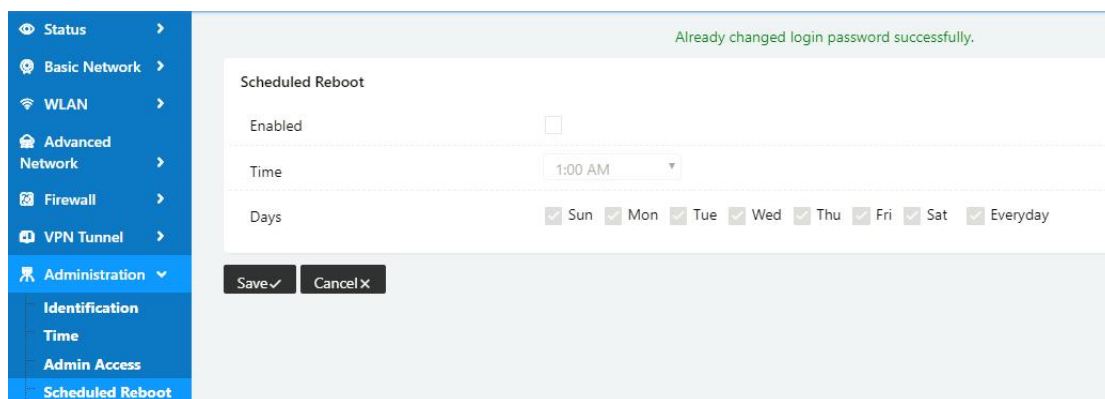 Status
Basic Network
WLAN
Advanced
Network
Firewall
VPN Tunnel
Administration
Identification
Time
Admin Access
Scheduled Reboot
Already changed login password successfully.
Scheduled Reboot
Enabled
Time 1:00 AM
Days Sun Mon Tue Wed Thu Fri Sat Everyday
Save Cancel